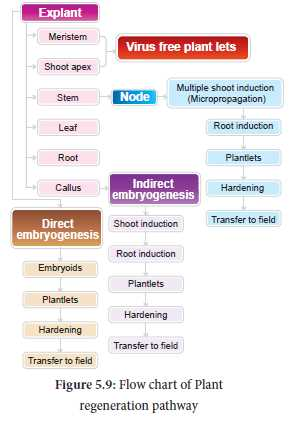 Explant
Meristem
Shoot apex
Virus free plant lets
Stem
Node
Multiple shoot induction
(Micropropagation)
Root induction
Plantlets
Hardening
Transfer to field
Leaf
Root
Callus
Indirect
embryogenesis
Shoot induction
Root induction
Plantlets
Hardening
Transfer to field
Direct
embryogenesis
Embryoids
Plantlets
Hardening
Transfer to field
Figure 5.9: Flow chart of Plant
regeneration pathway